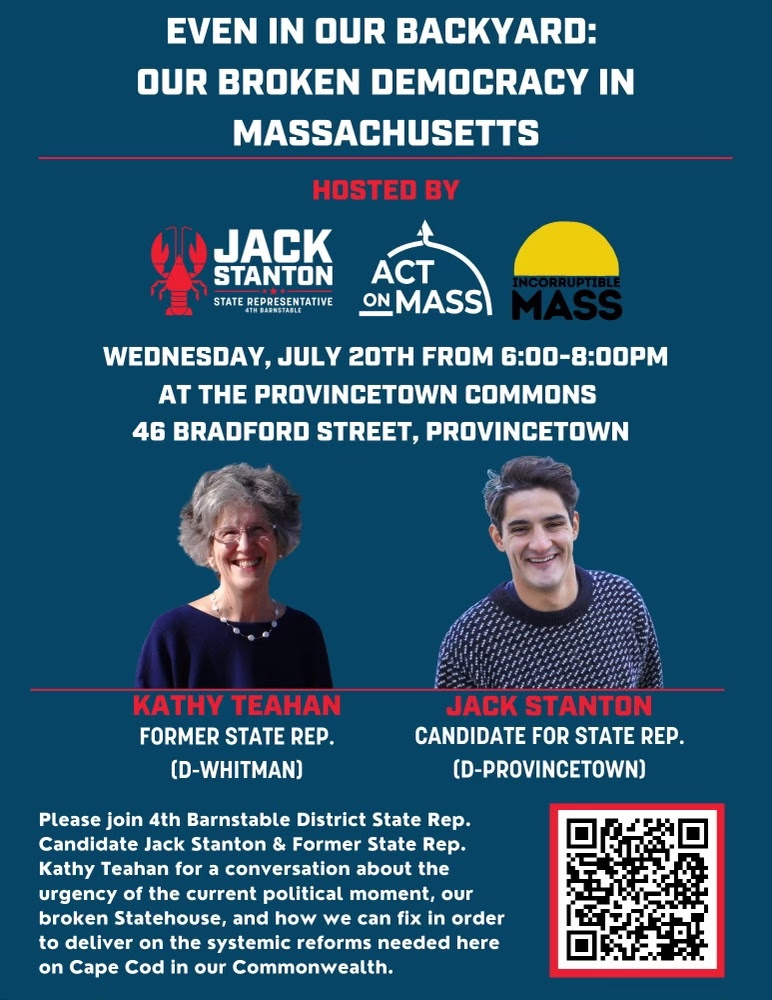 EVEN IN OUR BACKYARD:
OUR BROKEN DEMOCRACY IN
MASSACHUSETTS
HOSTED BY
JACK
STANTON
STATE REPRESENTATIVE
4TH BARNSTABLE
ACT
ON MASS
INCORRUPTIBLE
MASS
WEDNESDAY, JULY 20TH FROM 6:00-8:00PM
AT THE PROVINCETOWN COMMONS
46 BRADFORD STREET, PROVINCETOWN
KATHY TEAHAN
FORMER STATE REP.
(D-WHITMAN)
JACK STANTON
CANDIDATE FOR STATE REP.
(D-PROVINCETOWN)
Please join 4th Barnstable District State Rep.
Candidate Jack Stanton & Former State Rep.
Kathy Teahan for a conversation about the
urgency of the current political moment, our
broken Statehouse, and how we can fix in order
to deliver on the systemic reforms needed here
on Cape Cod in our Commonwealth.